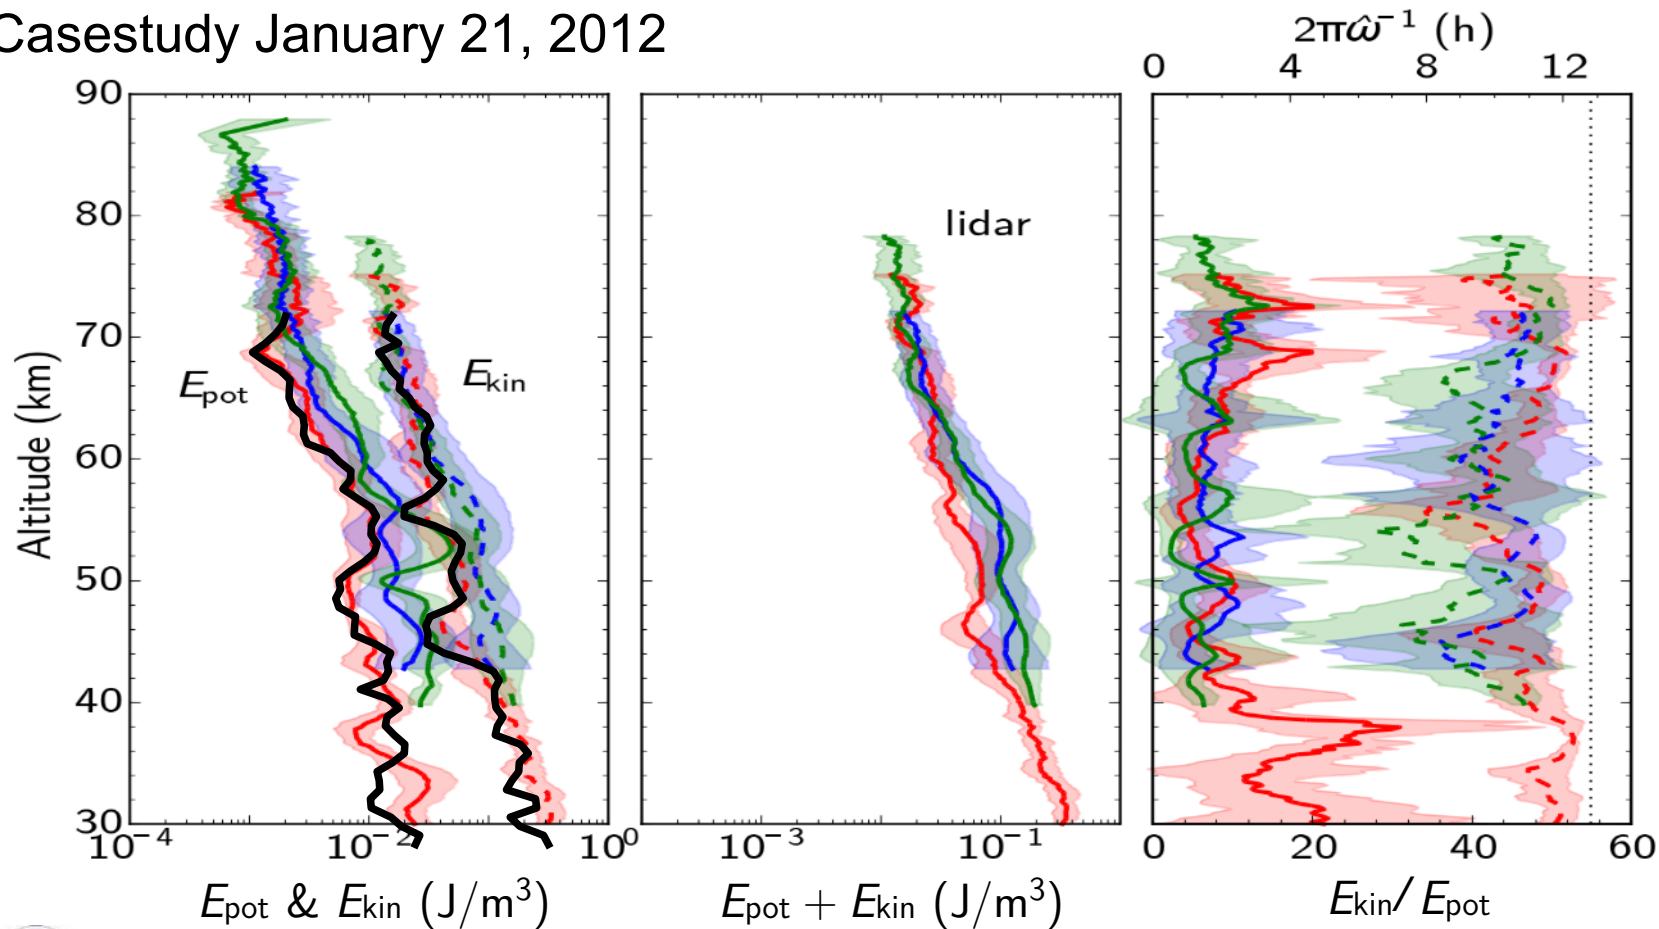 Casestudy January 21, 2012
2πω̂⁻¹ (h)
0 4 8 12
90
80
70
60
50
40
30
Altitude (km)
Epot
Ekin
lidar
10⁻⁴ 10⁻² 10⁰
10⁻³ 10⁻¹
0 20 40 60
Epot & Ekin (J/m³)
Epot + Ekin (J/m³)
Ekin/ Epot